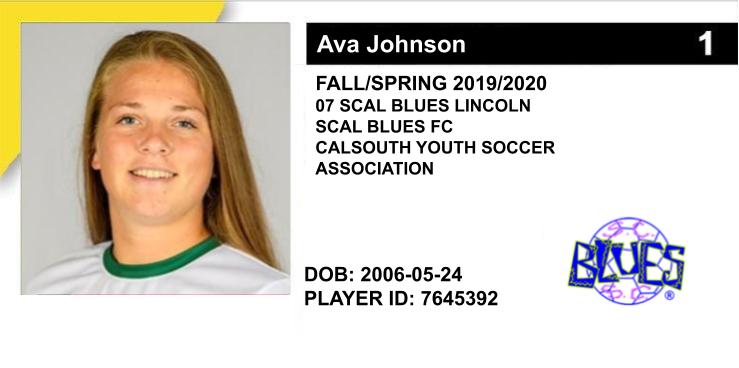 Ava Johnson 1
FALL/SPRING 2019/2020
07 SCAL BLUES LINCOLN
SCAL BLUES FC
CALSOUTH YOUTH SOCCER
ASSOCIATION
S.C.
BLUES
S.C.
®
DOB: 2006-05-24
PLAYER ID: 7645392